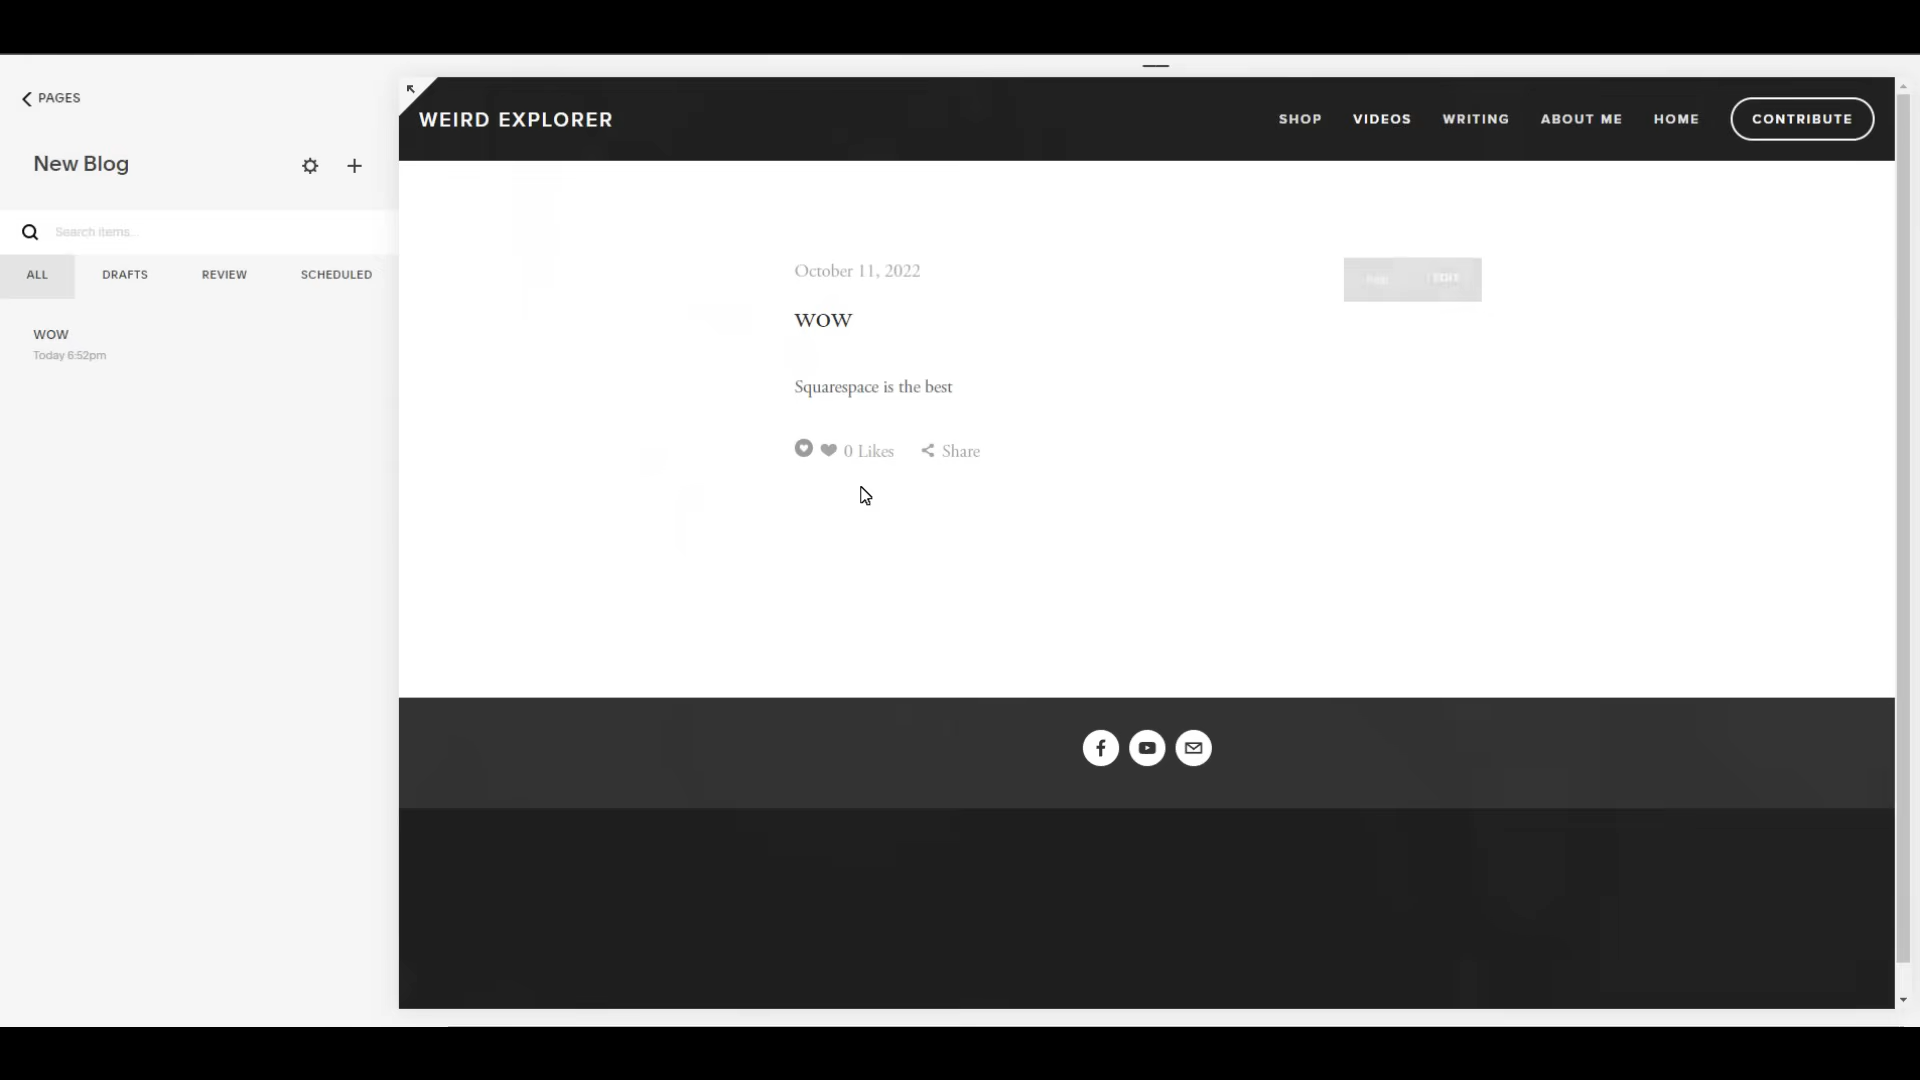 PAGES
New Blog
Search items...
ALL DRAFTS REVIEW SCHEDULED
WOW
Today 6:52pm
WEIRD EXPLORER
SHOP VIDEOS WRITING ABOUT ME HOME CONTRIBUTE
October 11, 2022
WOW
Squarespace is the best
0 Likes Share